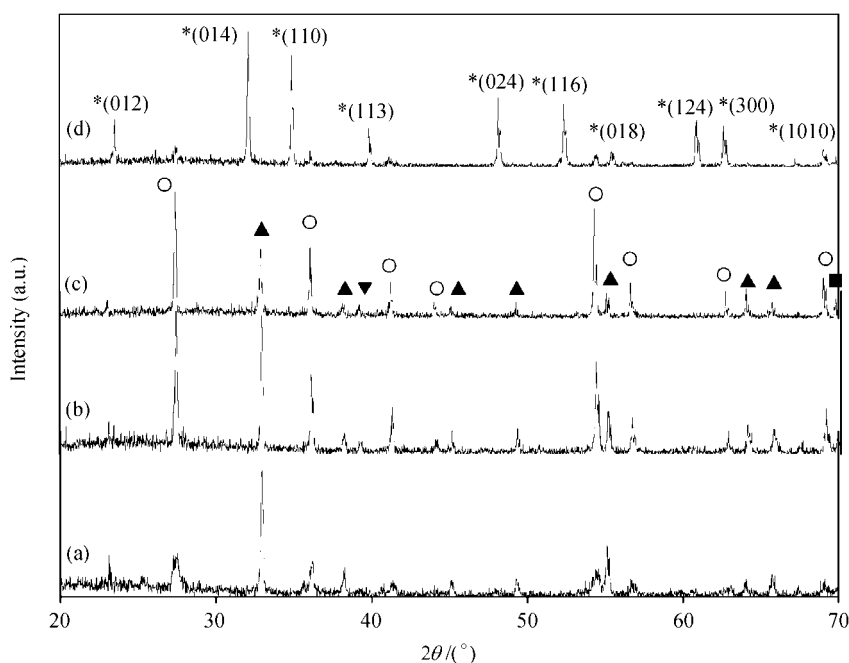 *(014)
*(110)
*(012)
*(113)
*(024)
*(116)
*(018)
*(124)
*(300)
*(1010)
(d)
(c)
(b)
(a)
Intensity (a.u.)
20 30 40 50 60 70
2θ/(°)